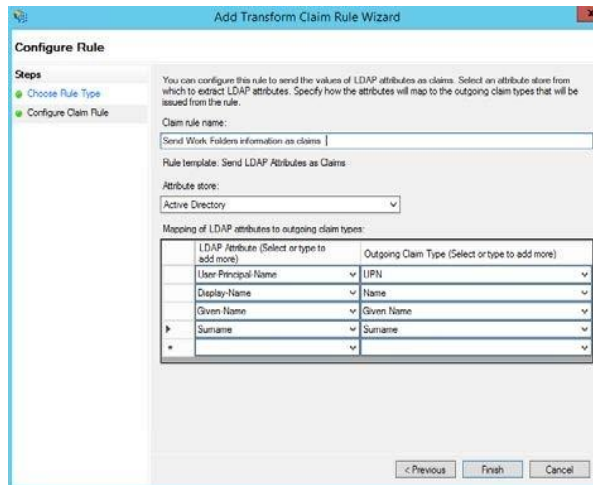 Add Transform Claim Rule Wizard
x
Configure Rule
Steps
Choose Rule Type
Configure Claim Rule
You can configure this rule to send the values of LDAP attributes as claims. Select an attribute store from
which to extract LDAP attributes. Specify how the attributes will map to the outgoing claim types that will be
issued from the rule.
Claim rule name:
Send Work Folders information as claims
Rule template: Send LDAP Attributes as Claims
Attribute store:
Active Directory
Mapping of LDAP attributes to outgoing claim types:
LDAP Attribute (Select or type to
add more)
Outgoing Claim Type (Select or type to add more)
User-Principal-Name UPN
Display-Name Name
Given-Name Given Name
Surname Surname
*
< Previous Finish Cancel